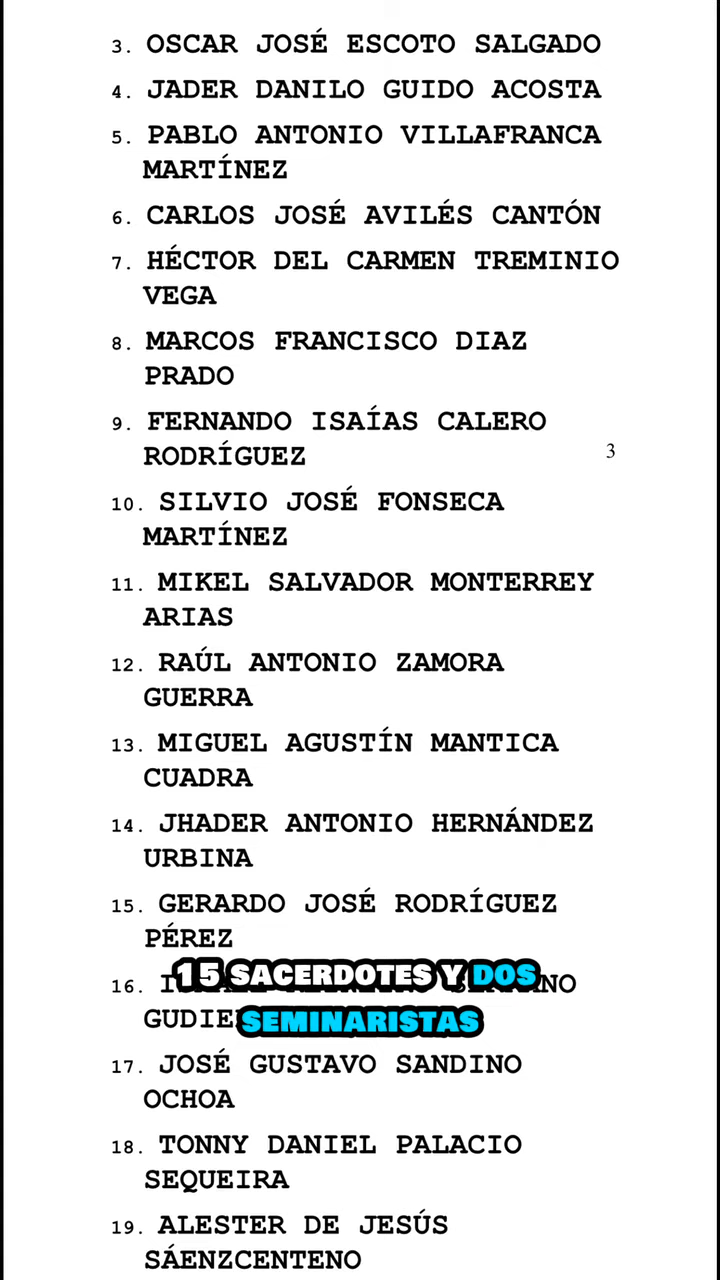 3. OSCAR JOSÉ ESCOTO SALGADO
4. JADER DANILO GUIDO ACOSTA
5. PABLO ANTONIO VILLAFRANCA
MARTÍNEZ
6. CARLOS JOSÉ AVILÉS CANTÓN
7. HÉCTOR DEL CARMEN TREMINIO
VEGA
8. MARCOS FRANCISCO DIAZ
PRADO
9. FERNANDO ISAÍAS CALERO
RODRÍGUEZ
3
10. SILVIO JOSÉ FONSECA
MARTÍNEZ
11. MIKEL SALVADOR MONTERREY
ARIAS
12. RAÚL ANTONIO ZAMORA
GUERRA
13. MIGUEL AGUSTÍN MANTICA
CUADRA
14. JHADER ANTONIO HERNÁNDEZ
URBINA
15. GERARDO JOSÉ RODRÍGUEZ
PÉREZ
15 SACERDOTES Y DOS
SEMINARISTAS
16.
17. JOSÉ GUSTAVO SANDINO
OCHOA
18. TONNY DANIEL PALACIO
SEQUEIRA
19. ALESTER DE JESÚS
SÁENZCENTENO